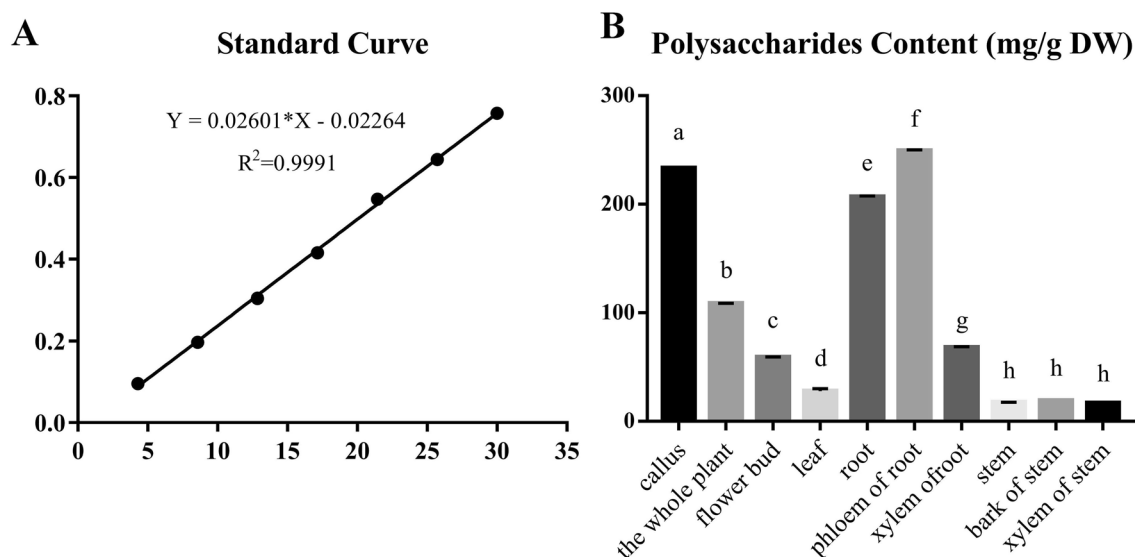 A
Standard Curve
Y = 0.02601*X - 0.02264
R²=0.9991
0.8
0.6
0.4
0.2
0.0
0 5 10 15 20 25 30 35
B
Polysaccharides Content (mg/g DW)
300
200
100
0
a
b
c
d
e
f
g
h
h
h
callus
the whole plant
flower bud
leaf
root
phloem of root
xylem ofroot
stem
bark of stem
xylem of stem